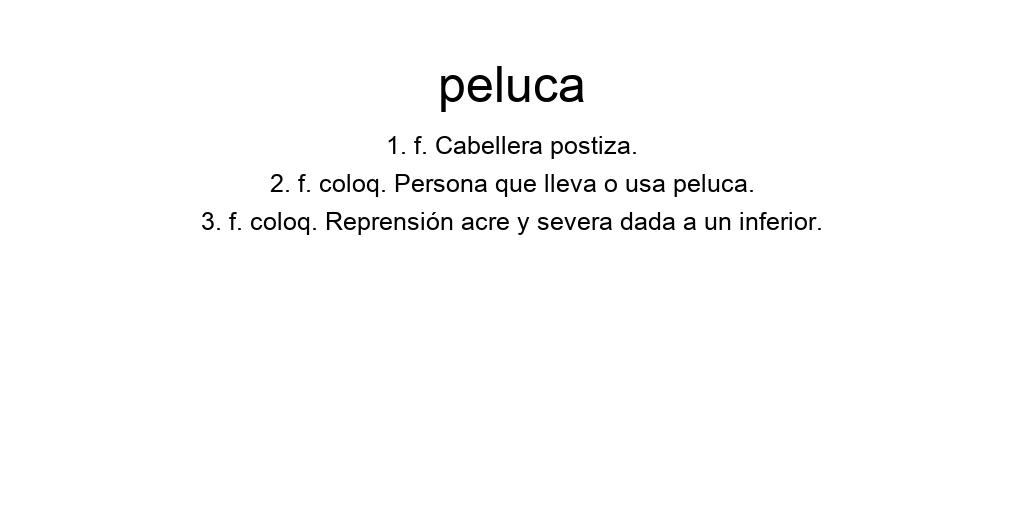 peluca
1. f. Cabellera postiza.
2. f. coloq. Persona que lleva o usa peluca.
3. f. coloq. Reprensión acre y severa dada a un inferior.